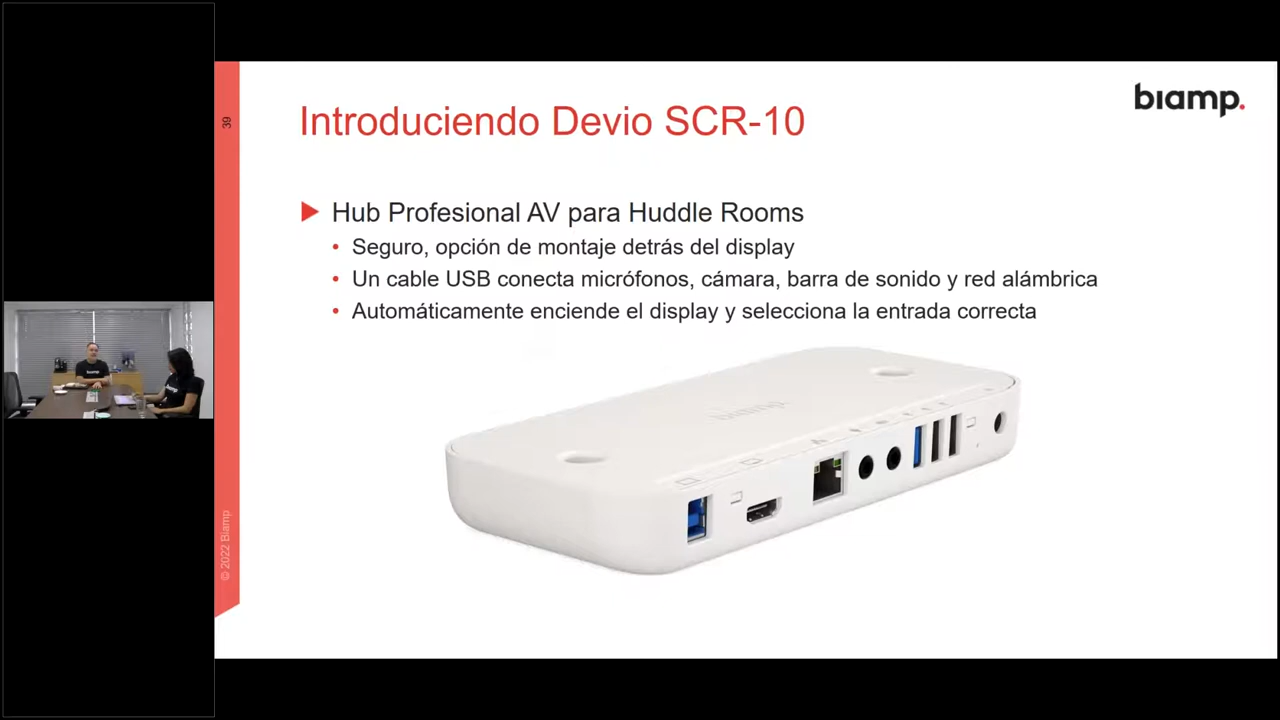 biamp.
39
Introduciendo Devio SCR-10
Hub Profesional AV para Huddle Rooms
• Seguro, opción de montaje detrás del display
• Un cable USB conecta micrófonos, cámara, barra de sonido y red alámbrica
• Automáticamente enciende el display y selecciona la entrada correcta
biamp
© 2022 Biamp
biamp